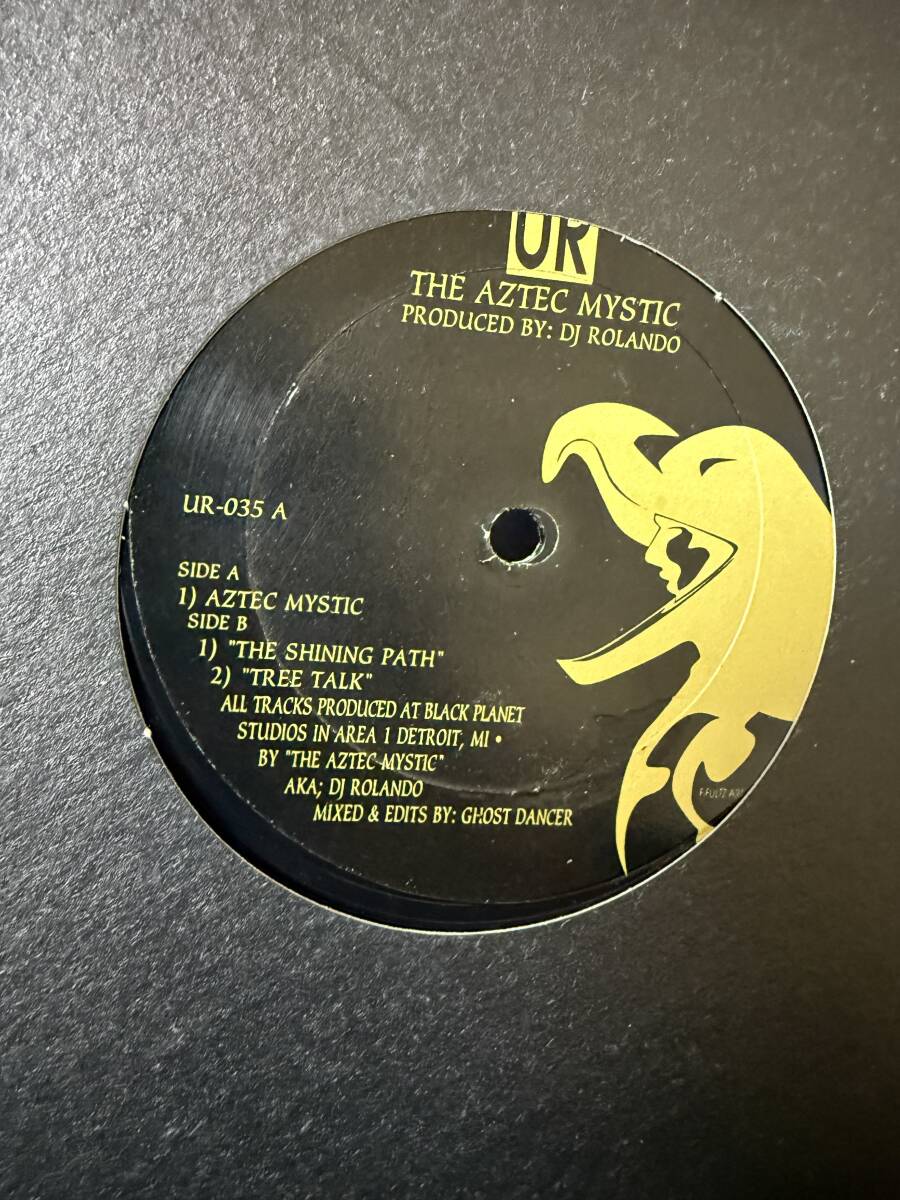 UR
THE AZTEC MYSTIC
PRODUCED BY: DJ ROLANDO
UR-035 A
SIDE A
1) AZTEC MYSTIC
SIDE B
1) "THE SHINING PATH"
2) "TREE TALK"
ALL TRACKS PRODUCED AT BLACK PLANET
STUDIOS IN AREA 1 DETROIT, MI •
BY "THE AZTEC MYSTIC"
AKA; DJ ROLANDO
MIXED & EDITS BY: GHOST DANCER
F.FULTZ